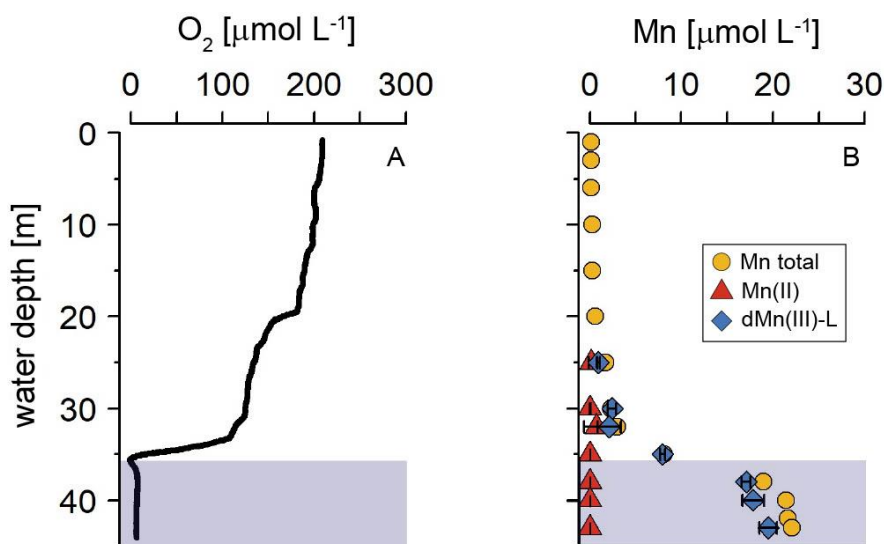 O₂ [μmol L⁻¹]
0 100 200 300
Mn [μmol L⁻¹]
0 10 20 30
water depth [m]
0
10
20
30
40
A
B
Mn total
Mn(II)
dMn(III)-L